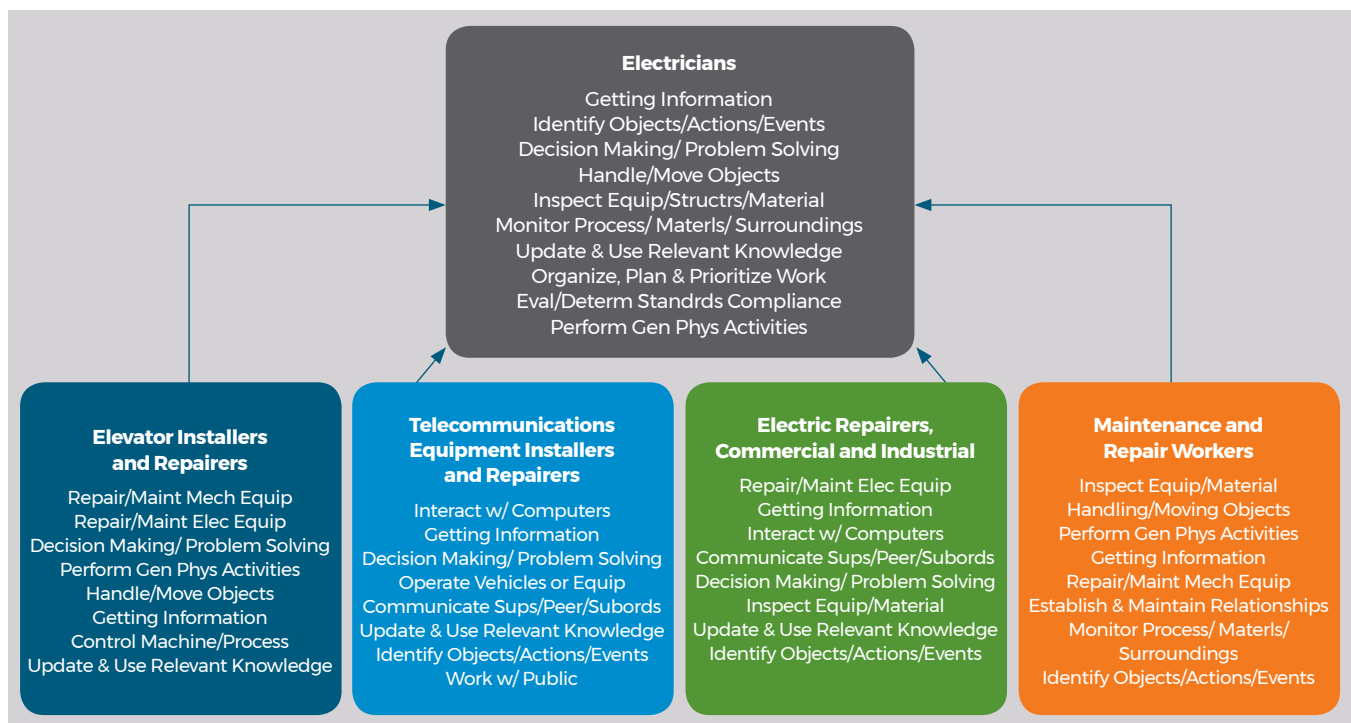 Electricians
Getting Information
Identify Objects/Actions/Events
Decision Making/ Problem Solving
Handle/Move Objects
Inspect Equip/Structrs/Material
Monitor Process/ Materls/ Surroundings
Update & Use Relevant Knowledge
Organize, Plan & Prioritize Work
Eval/Determ Standrds Compliance
Perform Gen Phys Activities
Elevator Installers
and Repairers
Repair/Maint Mech Equip
Repair/Maint Elec Equip
Decision Making/ Problem Solving
Perform Gen Phys Activities
Handle/Move Objects
Getting Information
Control Machine/Process
Update & Use Relevant Knowledge
Telecommunications
Equipment Installers
and Repairers
Interact w/ Computers
Getting Information
Decision Making/ Problem Solving
Operate Vehicles or Equip
Communicate Sups/Peer/Subords
Update & Use Relevant Knowledge
Identify Objects/Actions/Events
Work w/ Public
Electric Repairers,
Commercial and Industrial
Repair/Maint Elec Equip
Getting Information
Interact w/ Computers
Communicate Sups/Peer/Subords
Decision Making/ Problem Solving
Inspect Equip/Material
Update & Use Relevant Knowledge
Identify Objects/Actions/Events
Maintenance and
Repair Workers
Inspect Equip/Material
Handling/Moving Objects
Perform Gen Phys Activities
Getting Information
Repair/Maint Mech Equip
Establish & Maintain Relationships
Monitor Process/ Materls/
Surroundings
Identify Objects/Actions/Events